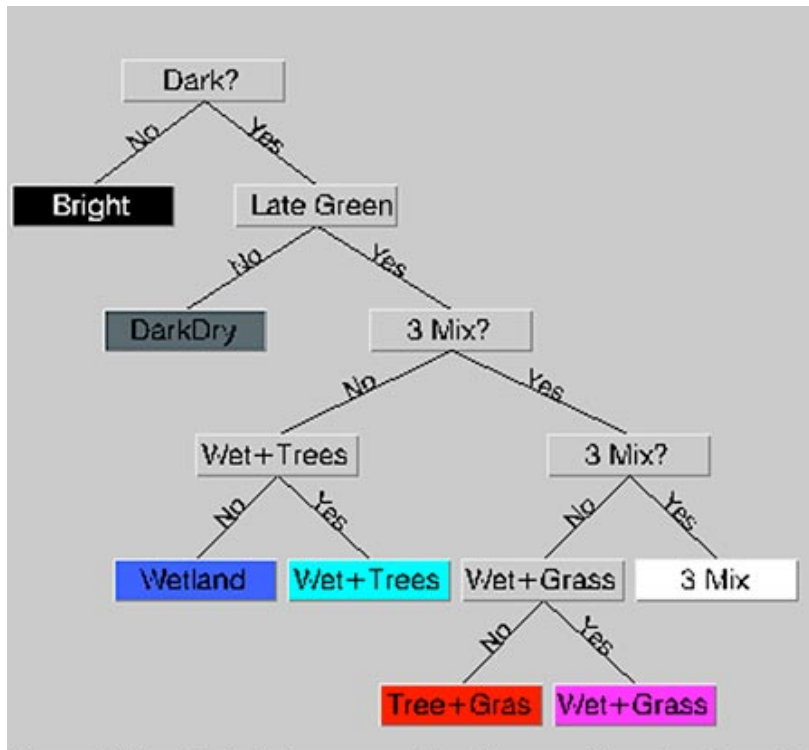 Dark?
No
Yes
Bright
Late Green
No
Yes
DarkDry
3 Mix?
No
Yes
Wet+Trees
3 Mix?
No
Yes
No
Yes
Wetland
Wet+Trees
Wet+Grass
3 Mix
No
Yes
Tree+Gras
Wet+Grass